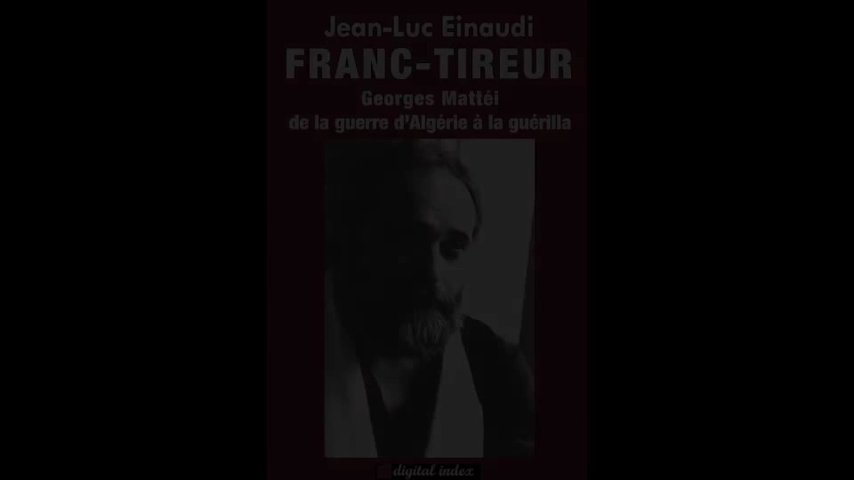 Jean-Luc Einaudi
FRANC-TIREUR
Georges Mattéi
de la guerre d'Algérie à la guérilla
digital index